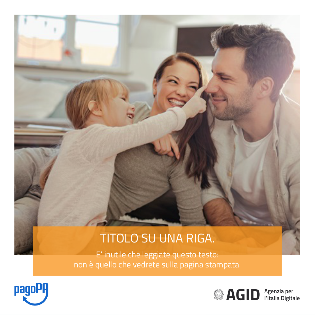 TITOLO SU UNA RIGA.
E' inutile che leggiate questo testo:
non è quello che vedrete sulla pagina stampata.
pagoPA
AGID
Agenzia per
l'Italia Digitale